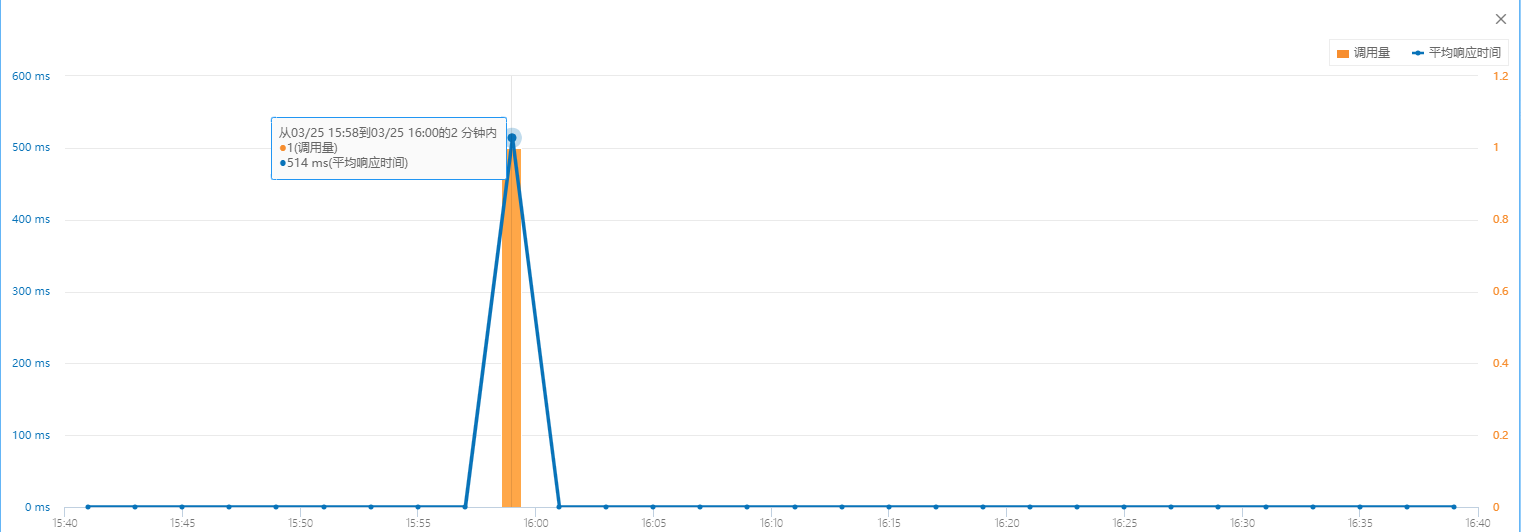 ×
调用量 平均响应时间
600 ms 1.2
从03/25 15:58到03/25 16:00的2 分钟内
1(调用量)
514 ms(平均响应时间)
500 ms 1
400 ms 0.8
300 ms 0.6
200 ms 0.4
100 ms 0.2
0 ms 0
15:40 15:45 15:50 15:55 16:00 16:05 16:10 16:15 16:20 16:25 16:30 16:35 16:40